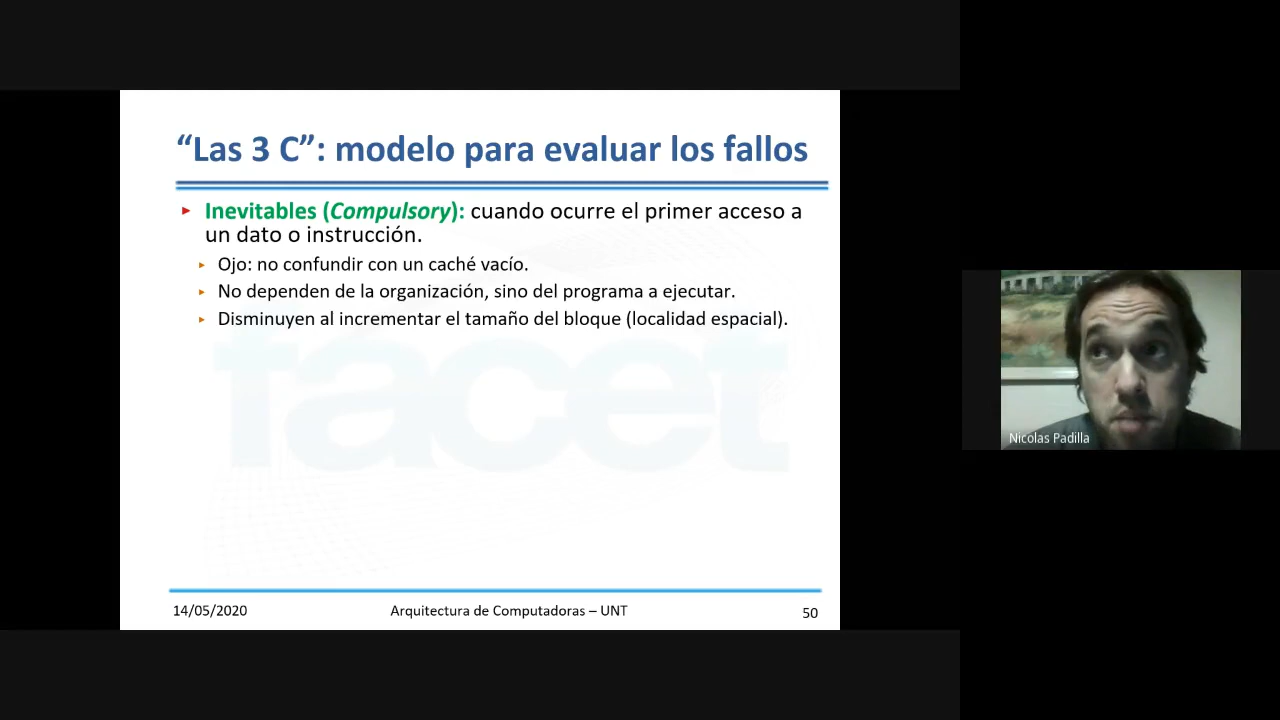 “Las 3 C”: modelo para evaluar los fallos
Inevitables (Compulsory): cuando ocurre el primer acceso a
un dato o instrucción.
Ojo: no confundir con un caché vacío.
No dependen de la organización, sino del programa a ejecutar.
Disminuyen al incrementar el tamaño del bloque (localidad espacial).
facet
14/05/2020
Arquitectura de Computadoras – UNT
50
Nicolas Padilla